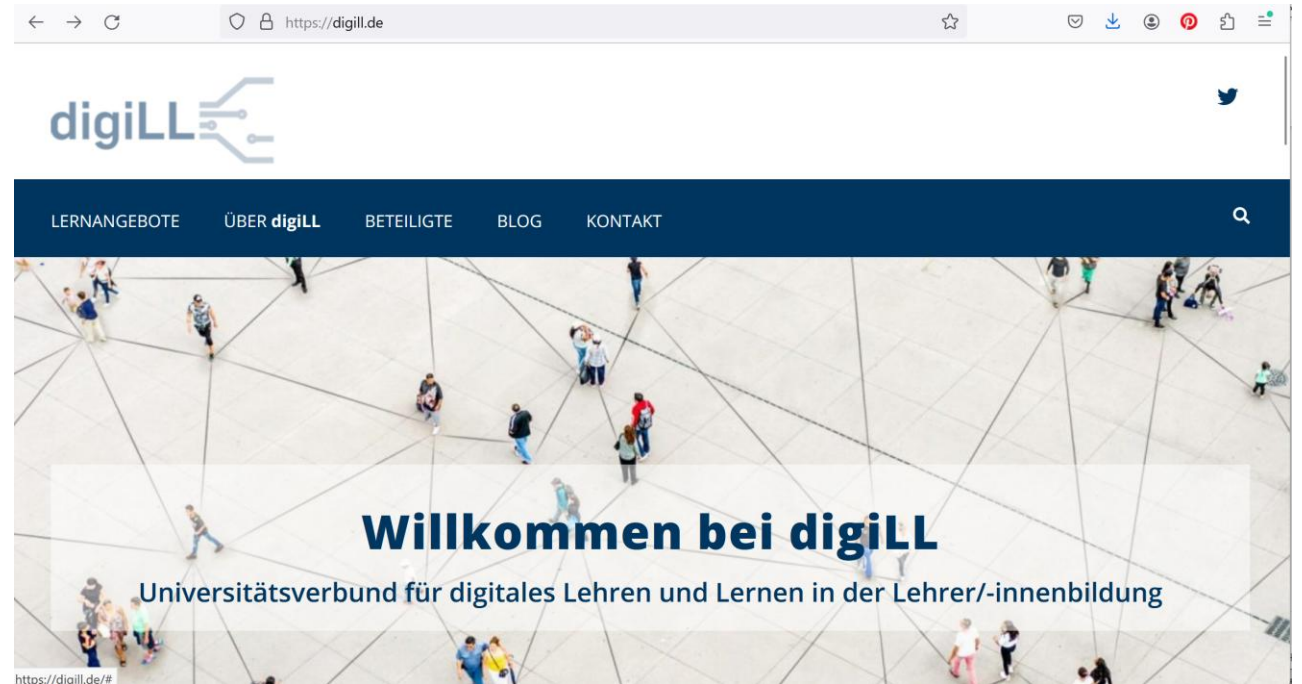 https://digill.de
digiLL
LERNANGEBOTE ÜBER digiLL BETEILIGTE BLOG KONTAKT
Willkommen bei digiLL
Universitätsverbund für digitales Lehren und Lernen in der Lehrer/-innenbildung
https://digill.de/#